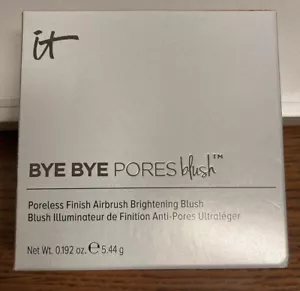 it
BYE BYE PORES blush™
Poreless Finish Airbrush Brightening Blush
Blush Illuminateur de Finition Anti-Pores Ultraléger
Net Wt. 0.192 oz. ℮ 5.44 g